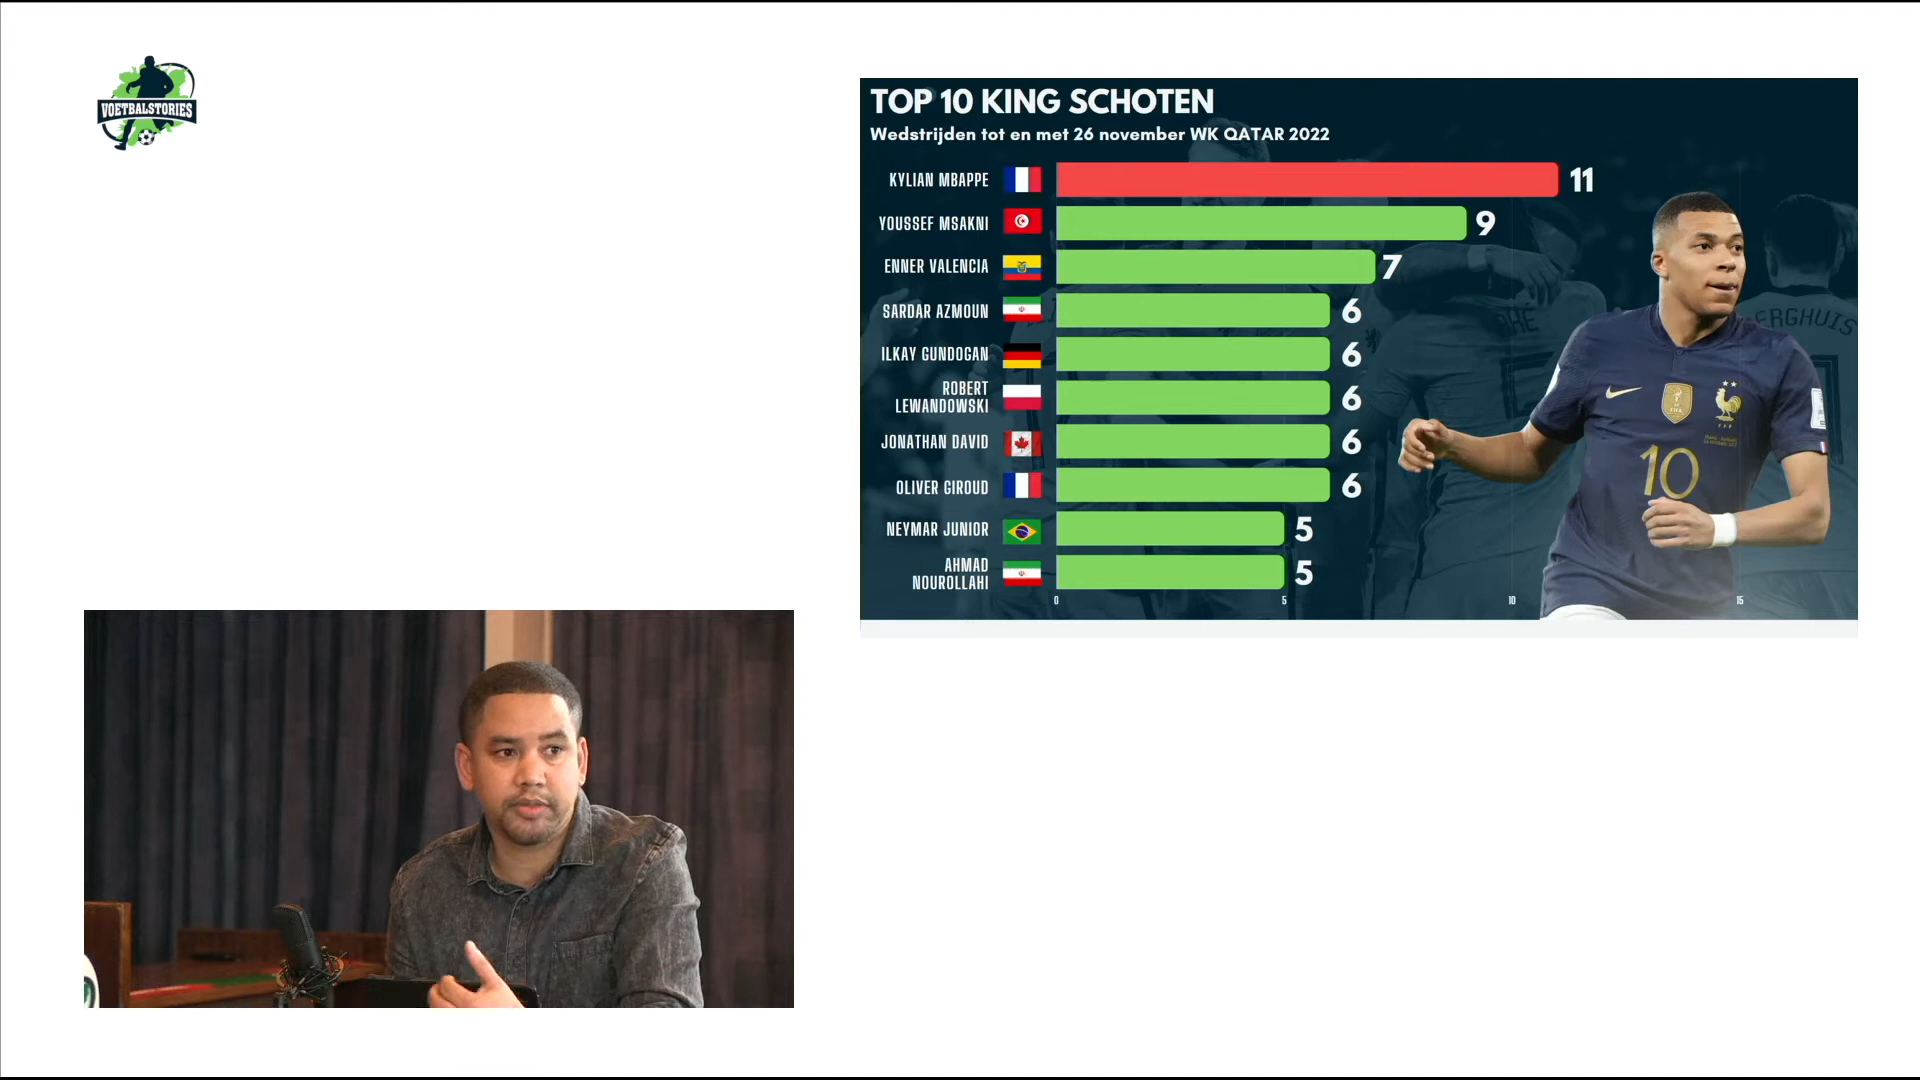 VOETBALSTORIES
TOP 10 KING SCHOTEN
Wedstrijden tot en met 26 november WK QATAR 2022
KYLIAN MBAPPE 11
YOUSSEF MSAKNI 9
ENNER VALENCIA 7
SARDAR AZMOUN 6
ILKAY GUNDOGAN 6
ROBERT
LEWANDOWSKI 6
JONATHAN DAVID 6
OLIVER GIROUD 6
NEYMAR JUNIOR 5
AHMAD
NOUROLLAHI 5
0 5 10 15
ERGHUIS
10